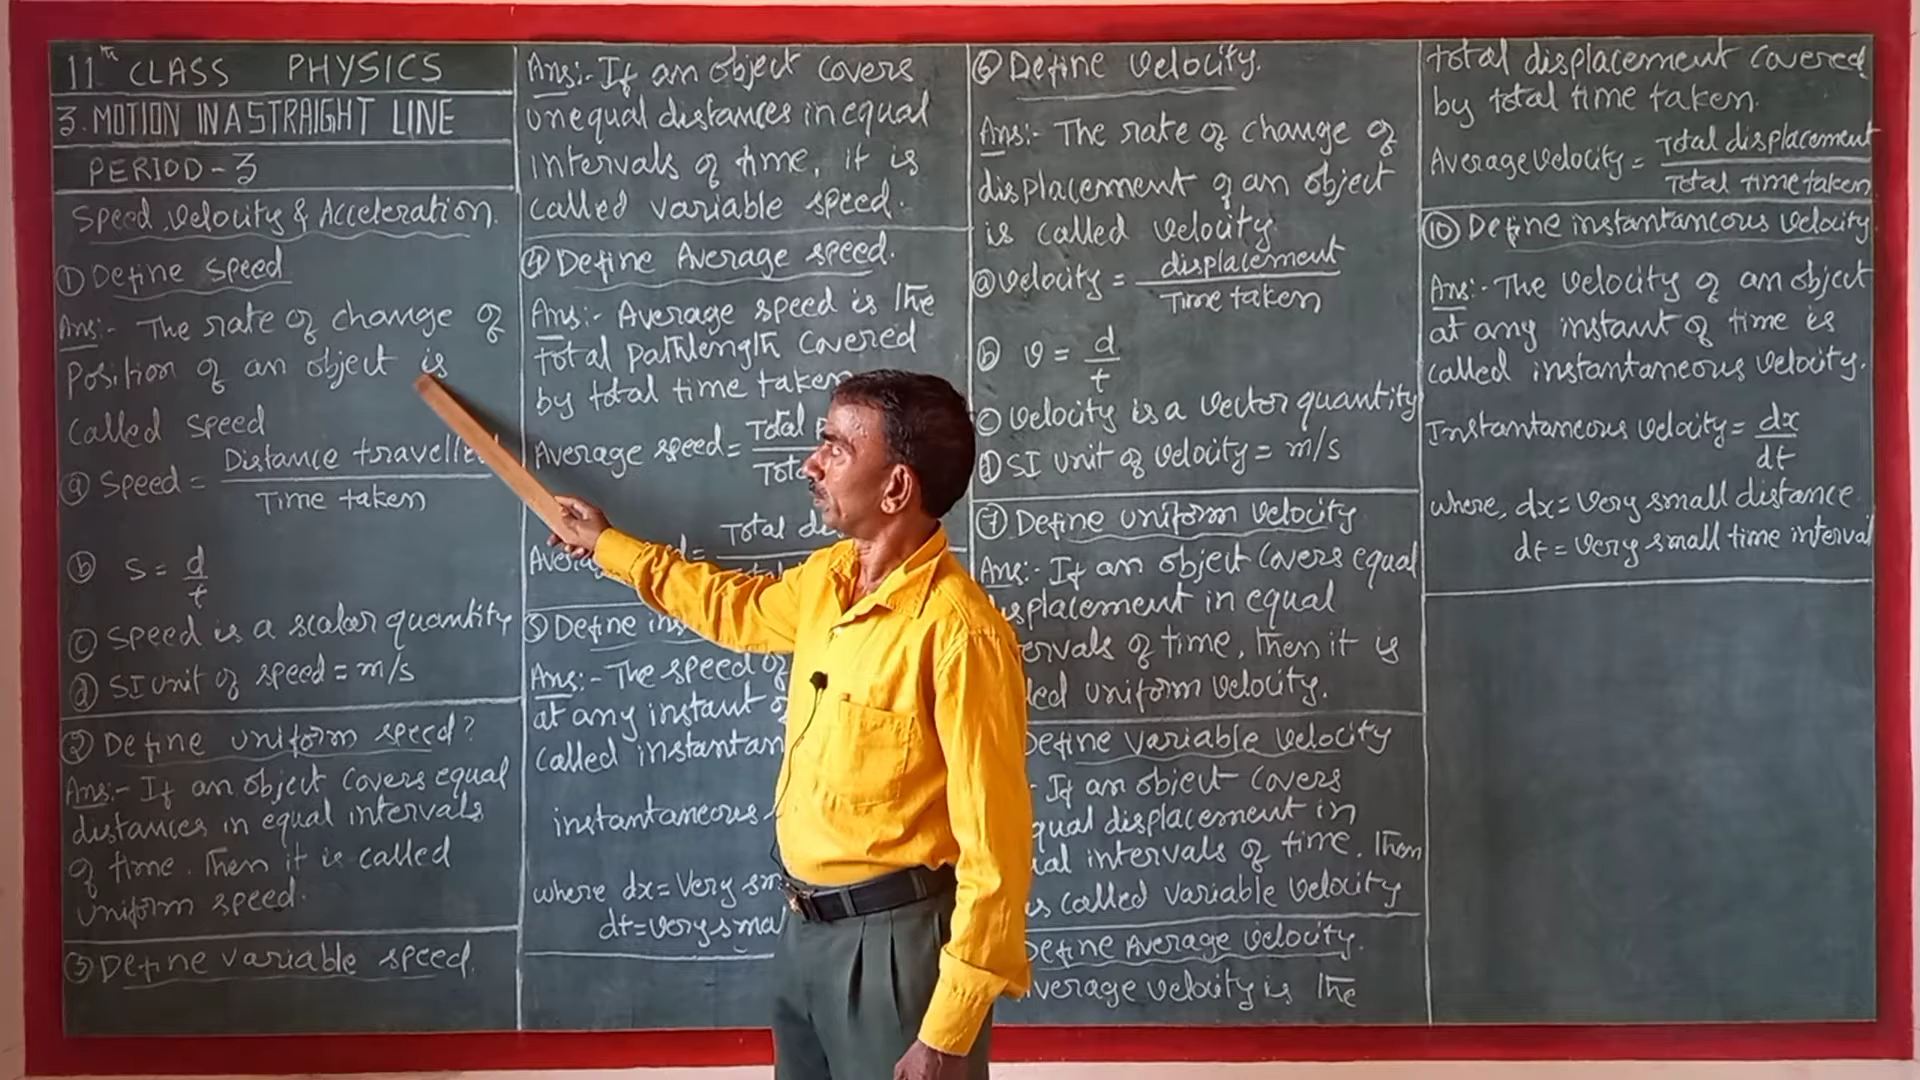 11th CLASS PHYSICS
3. MOTION IN A STRAIGHT LINE
PERIOD-3
Speed, Velocity & Acceleration.
① Define speed
Ans:- The rate of change of
Position of an object is
called speed
ⓐ Speed = Distance travelled / Time taken
ⓑ S = d/t
ⓒ Speed is a scalar quantity
ⓓ SI Unit of speed = m/s
② Define uniform speed?
Ans:- If an object covers equal
distances in equal intervals
of time. Then it is called
uniform speed.
③ Define variable speed.
Ans:- If an object covers
unequal distances in equal
intervals of time, it is
called variable speed.
④ Define Average speed.
Ans:- Average speed is the
total pathlength covered
by total time taken
Average speed = Total
Total di
⑤ Define
Ans:- The speed of
at any instant
called
instantaneous
where dx = Very
dt = Very
⑥ Define Velocity.
Ans:- The rate of change of
displacement of an object
is called velocity
ⓐ Velocity = displacement / Time taken
ⓑ v = d/t
ⓒ Velocity is a vector quantity
ⓓ SI Unit of Velocity = m/s
⑦ Define uniform velocity
Ans:- If an object covers equal
in equal
of time, then it is
uniform velocity.
Define variable velocity
If an object covers
displacement in
intervals of time. Then
is called variable velocity
Define Average velocity.
velocity is the
total displacement covered
by total time taken.
Average velocity = Total displacement / Total time taken
⑩ Define instantaneous velocity
Ans:- The velocity of an object
at any instant of time is
called instantaneous velocity.
Instantaneous velocity = dx/dt
where, dx = Very small distance
dt = Very small time interval